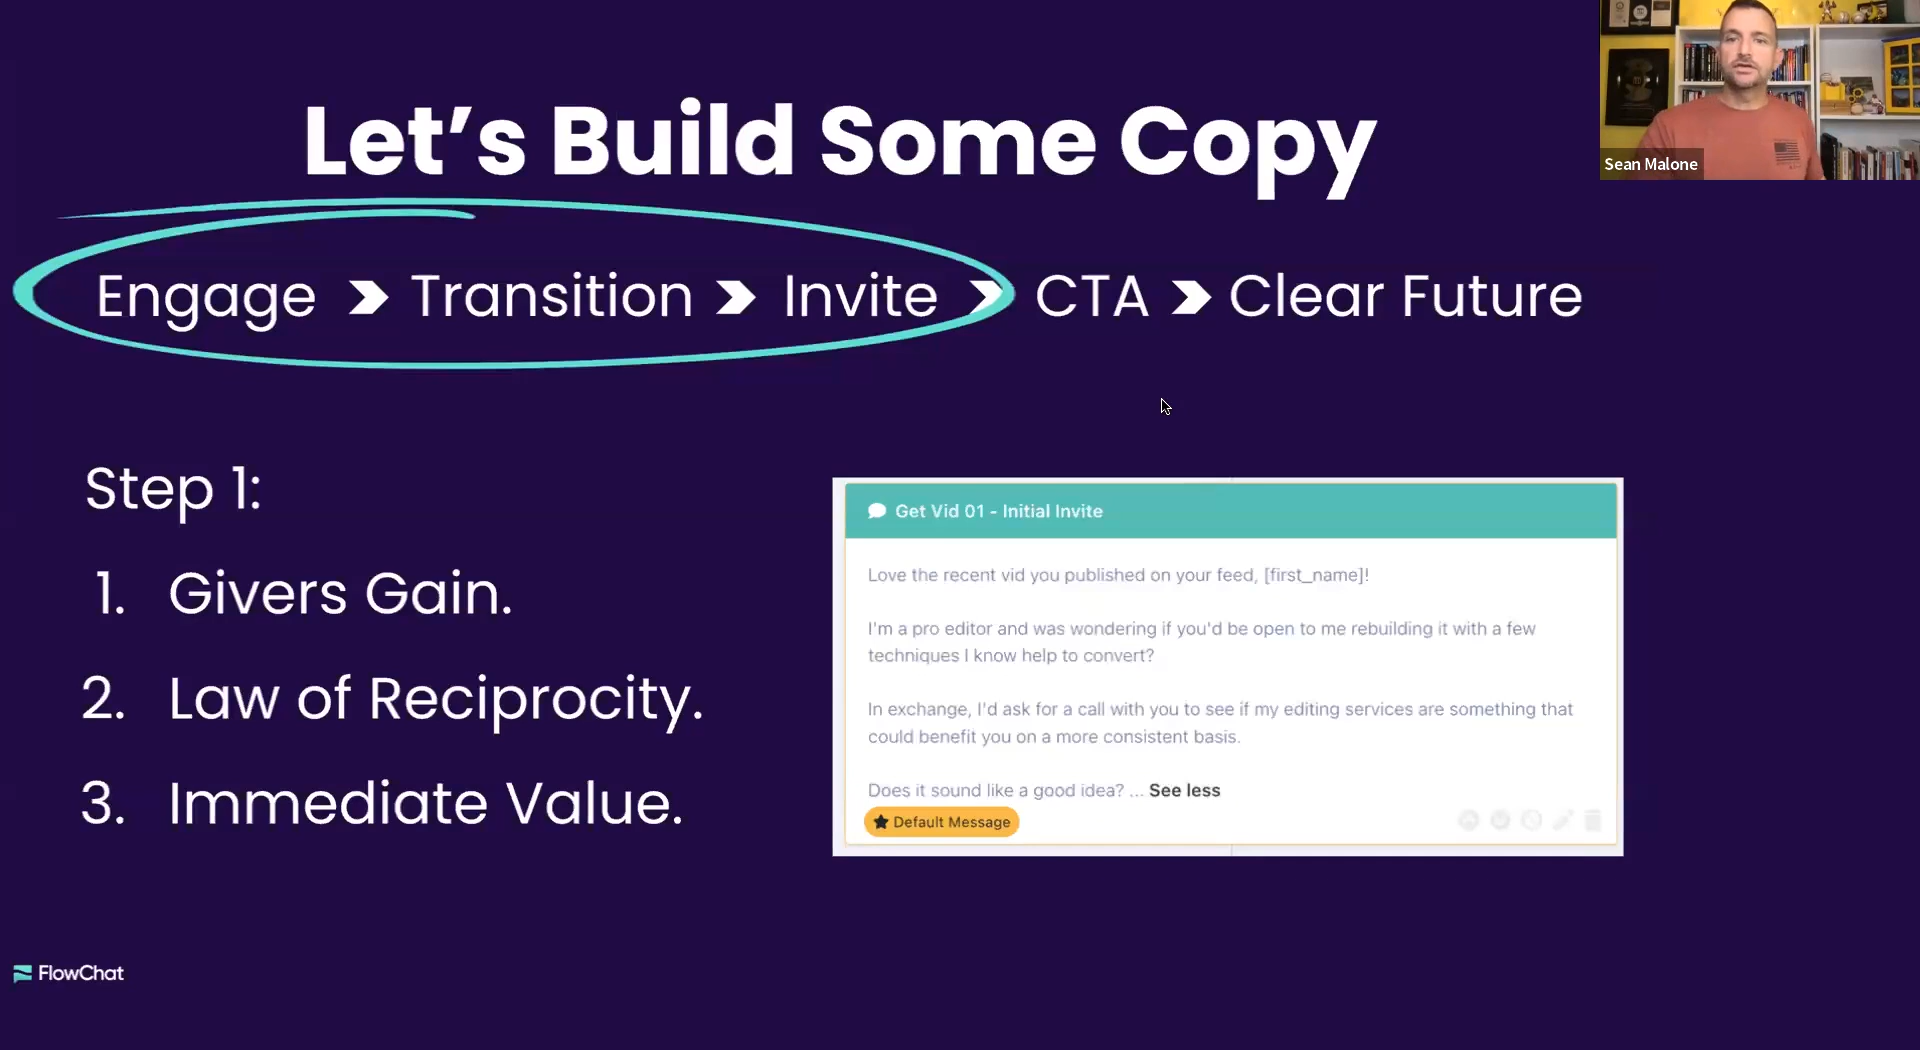 Let's Build Some Copy
Sean Malone
Engage > Transition > Invite > CTA > Clear Future
Step 1:
1. Givers Gain.
2. Law of Reciprocity.
3. Immediate Value.
Get Vid 01 - Initial Invite
Love the recent vid you published on your feed, [first_name]!
I'm a pro editor and was wondering if you'd be open to me rebuilding it with a few
techniques I know help to convert?
In exchange, I'd ask for a call with you to see if my editing services are something that
could benefit you on a more consistent basis.
Does it sound like a good idea? ... See less
Default Message
FlowChat